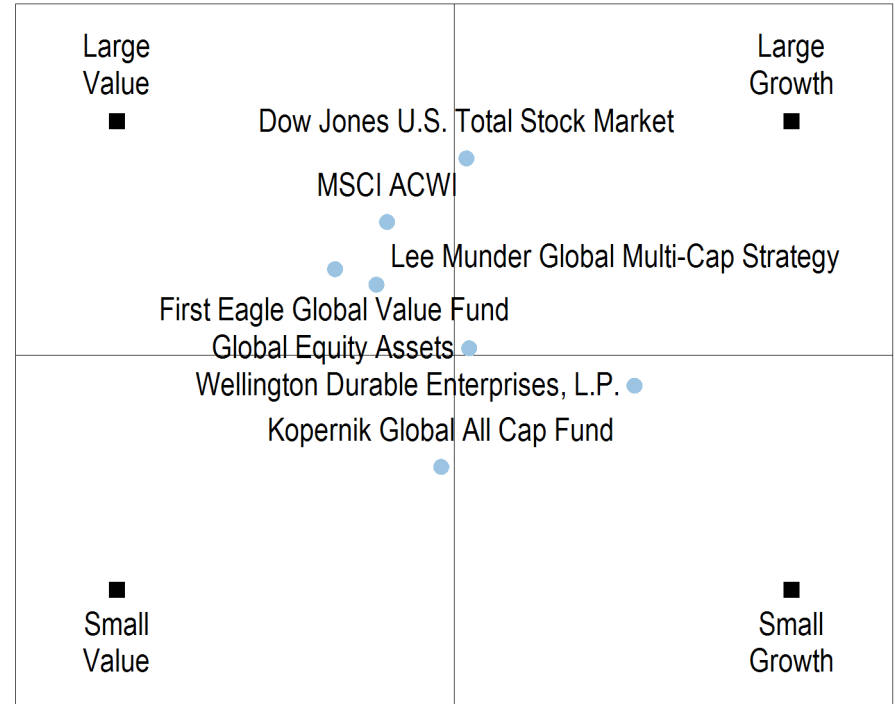 Large
Value
Large
Growth
Dow Jones U.S. Total Stock Market
MSCI ACWI
Lee Munder Global Multi-Cap Strategy
First Eagle Global Value Fund
Global Equity Assets
Wellington Durable Enterprises, L.P.
Kopernik Global All Cap Fund
Small
Value
Small
Growth